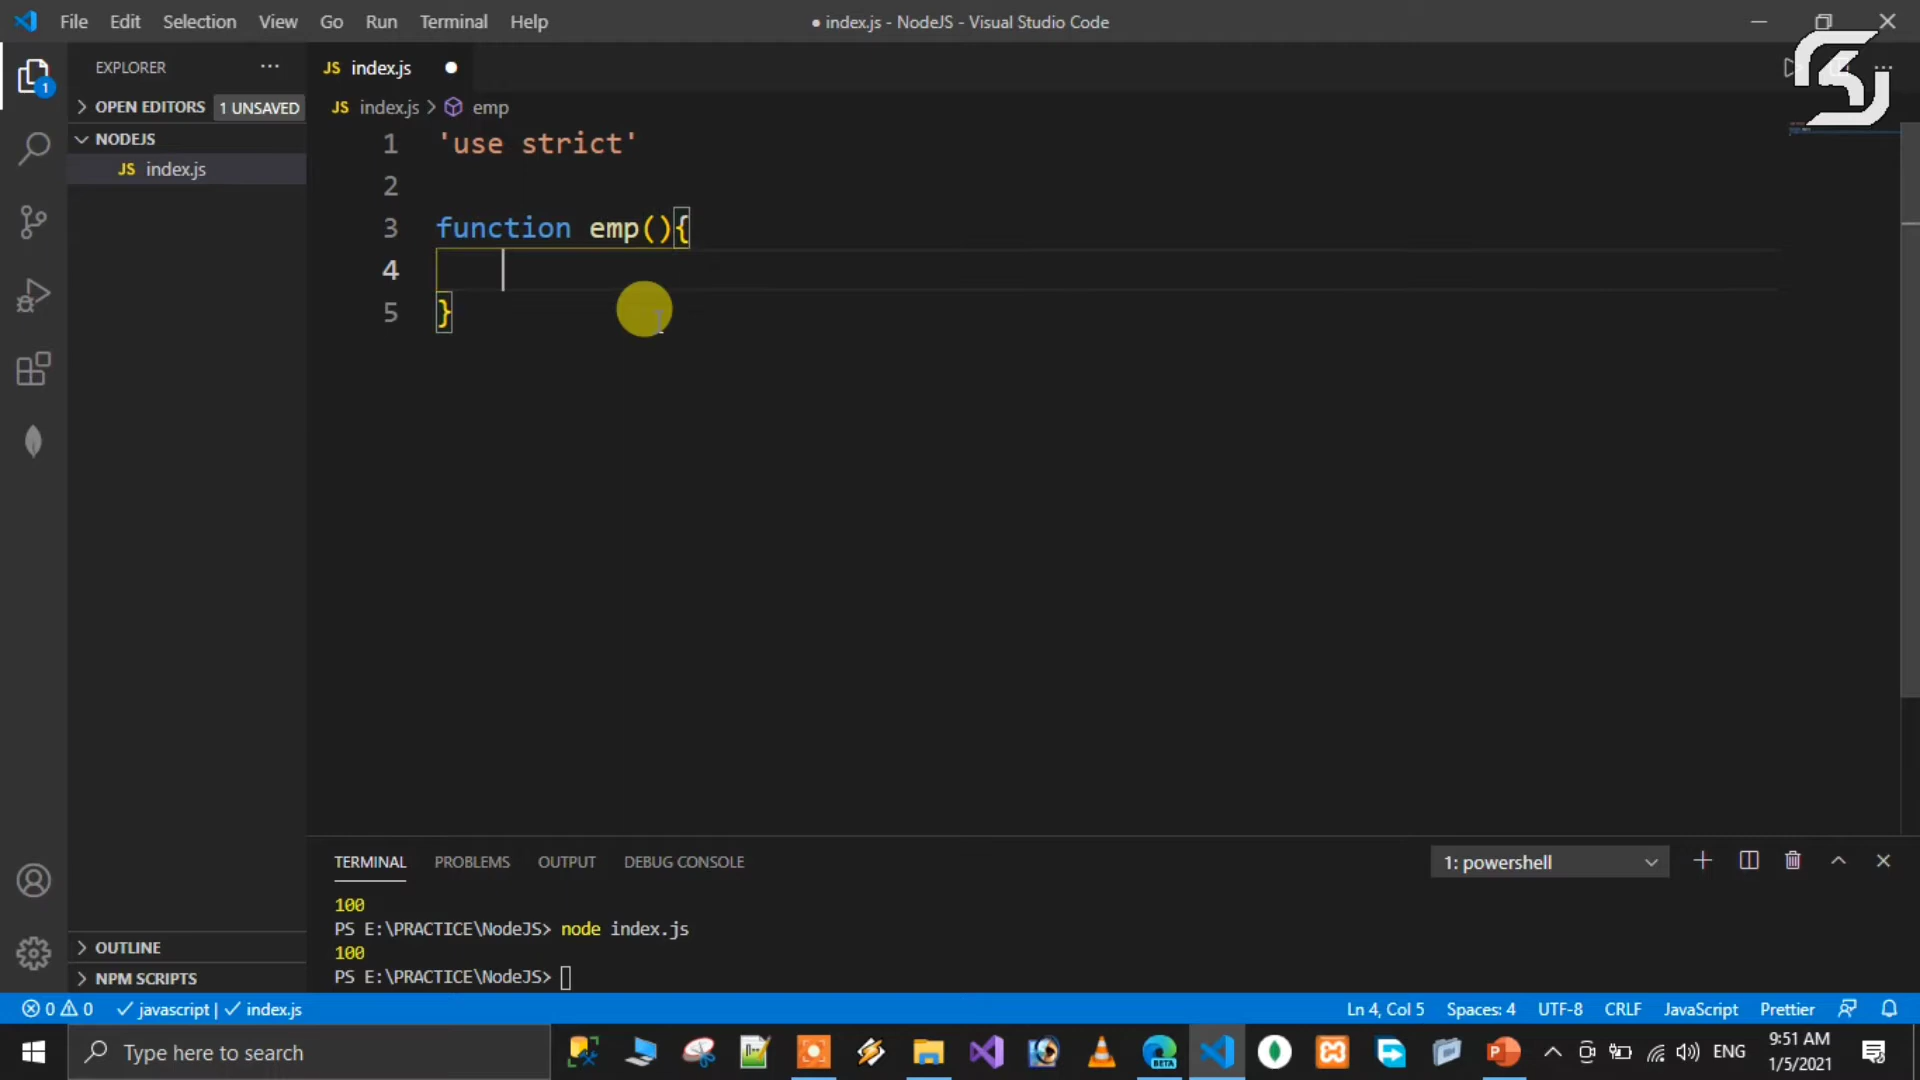 File Edit Selection View Go Run Terminal Help
● index.js - NodeJS - Visual Studio Code
EXPLORER
JS index.js
OPEN EDITORS 1 UNSAVED
JS index.js > emp
NODEJS
JS index.js
1 'use strict'
2
3 function emp(){
4
5 }
TERMINAL PROBLEMS OUTPUT DEBUG CONSOLE
1: powershell
100
PS E:\PRACTICE\NodeJS> node index.js
100
PS E:\PRACTICE\NodeJS>
OUTLINE
NPM SCRIPTS
0 0 javascript | index.js
Ln 4, Col 5 Spaces: 4 UTF-8 CRLF JavaScript Prettier
Type here to search
BETA
ENG
9:51 AM
1/5/2021